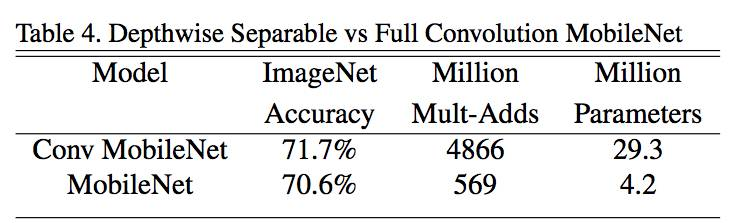 Table 4. Depthwise Separable vs Full Convolution MobileNet
Model ImageNet Million Million
Accuracy Mult-Adds Parameters
Conv MobileNet 71.7% 4866 29.3
MobileNet 70.6% 569 4.2